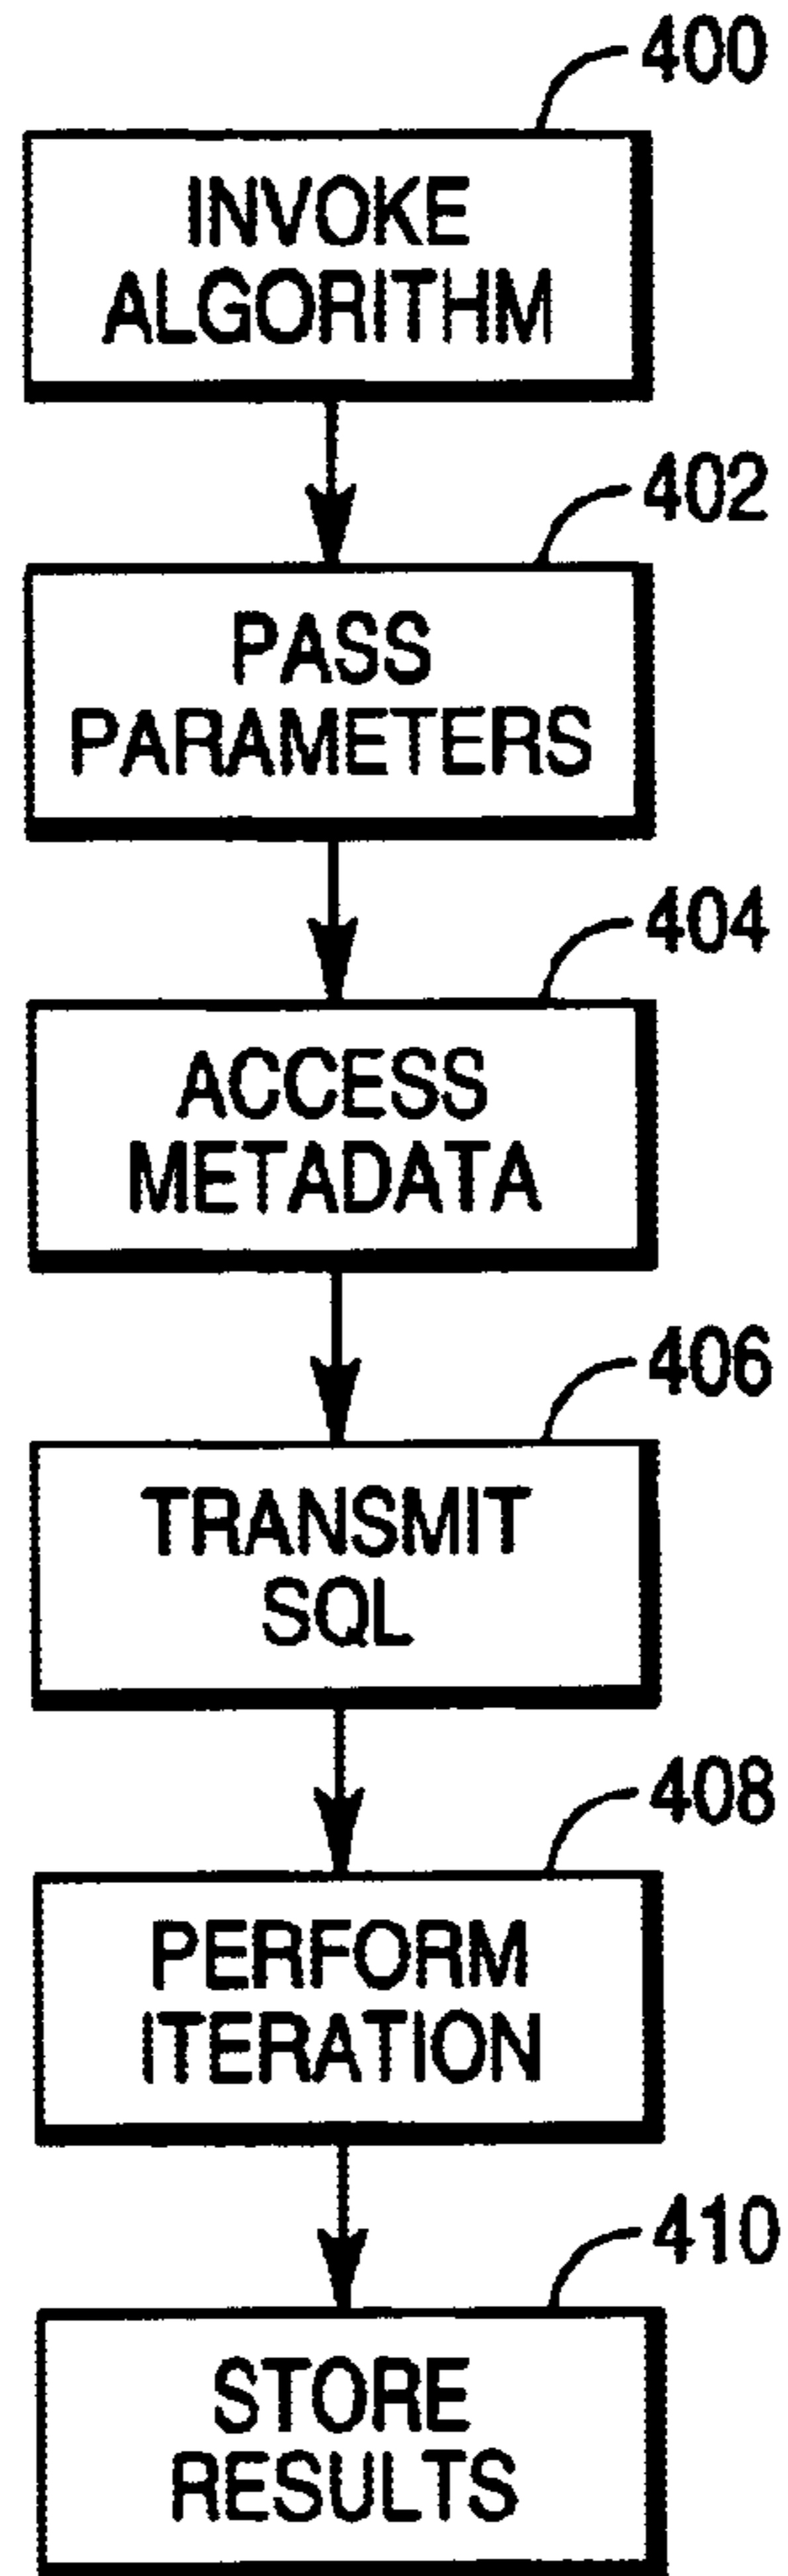 400
INVOKE
ALGORITHM
402
PASS
PARAMETERS
404
ACCESS
METADATA
406
TRANSMIT
SQL
408
PERFORM
ITERATION
410
STORE
RESULTS